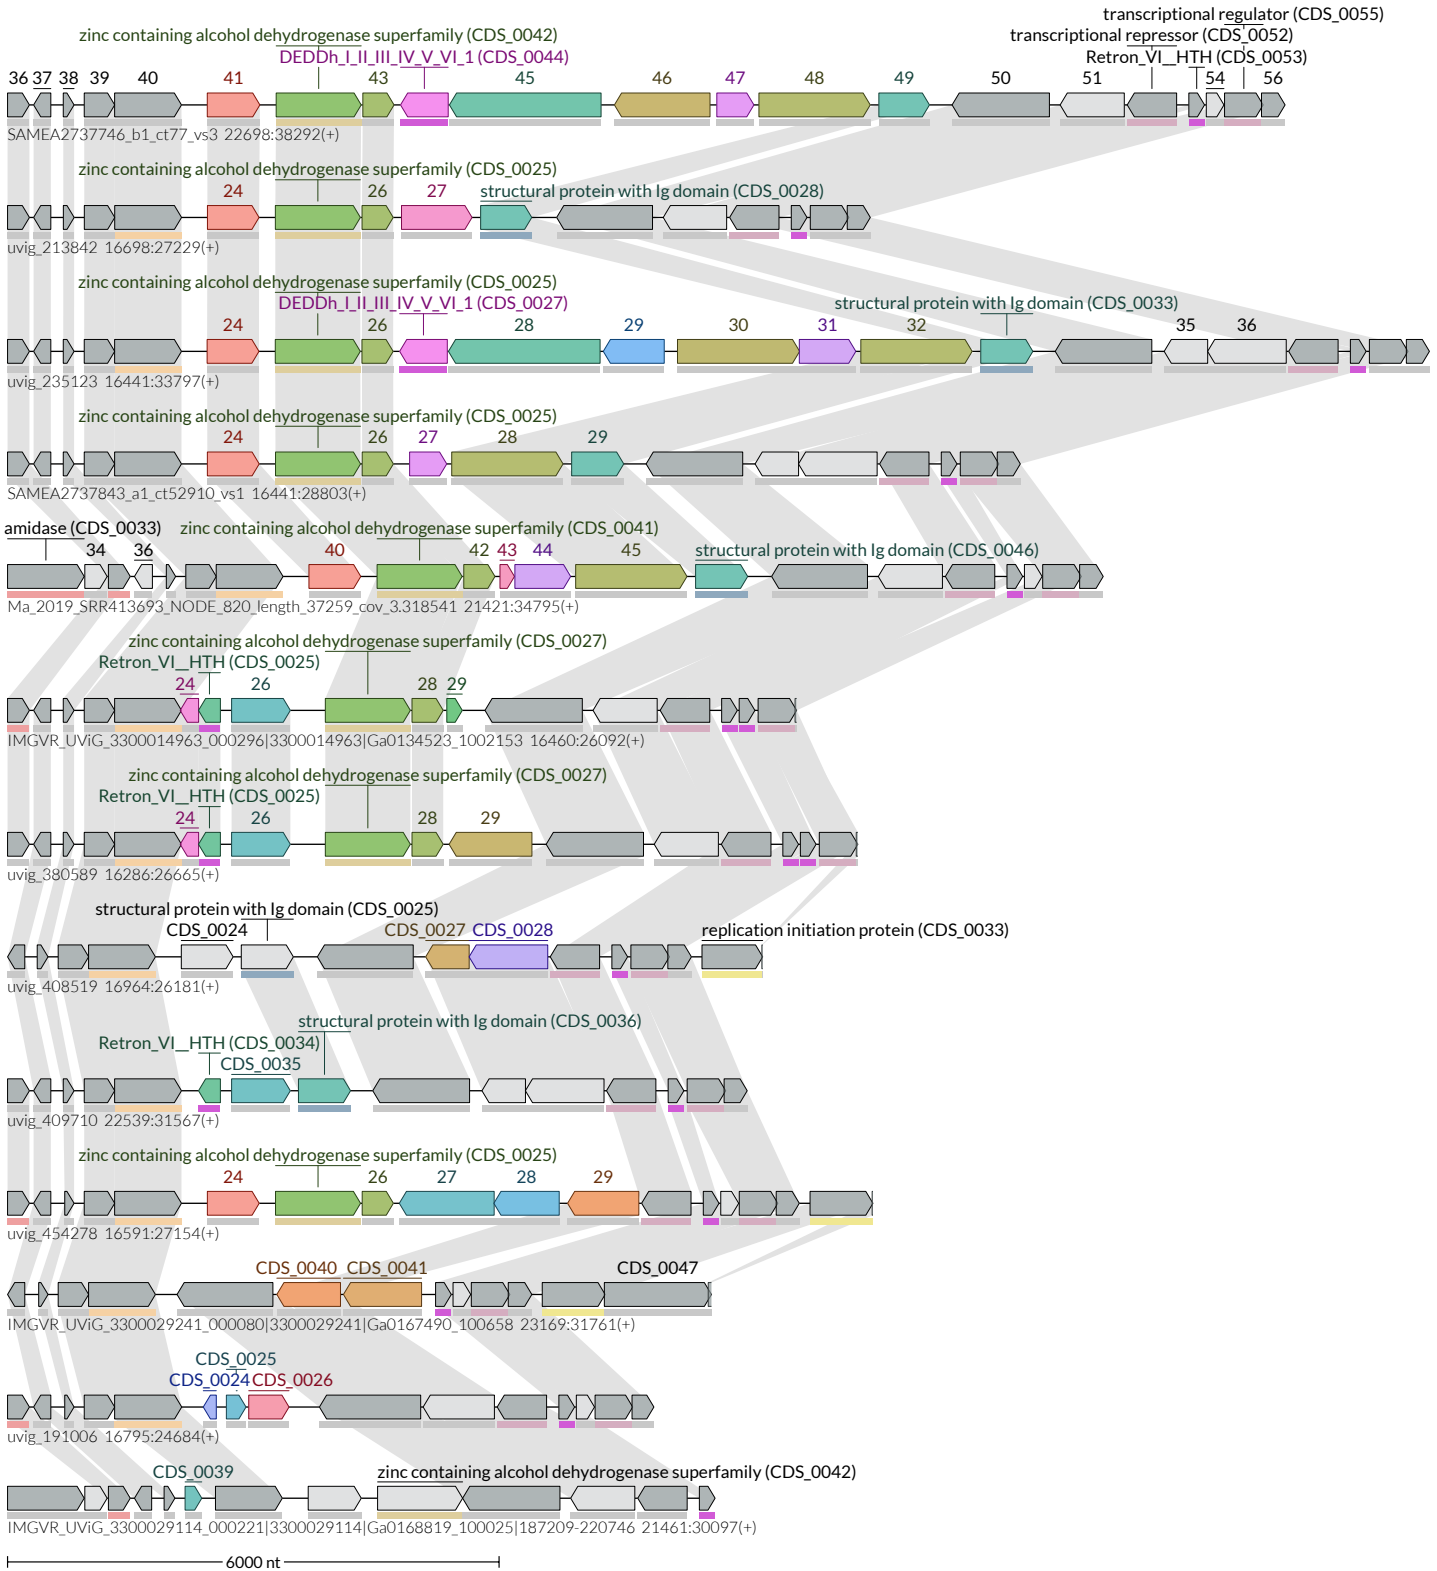 transcriptional regulator (CDS_0055)
zinc containing alcohol dehydrogenase superfamily (CDS_0042) transcriptional repressor (CDS_0052)
DEDDh_I_II_III_IV_V_VI_1 (CDS_0044) Retron_VI__HTH (CDS_0053)
36 37 38 39 40 41 43 45 46 47 48 49 50 51 54 56
SAMEA2737746_b1_ct77_vs3 22698:38292(+)
zinc containing alcohol dehydrogenase superfamily (CDS_0025)
24 26 27 structural protein with Ig domain (CDS_0028)
uvig_213842 16698:27229(+)
zinc containing alcohol dehydrogenase superfamily (CDS_0025)
DEDDh_I_II_III_IV_V_VI_1 (CDS_0027) structural protein with Ig domain (CDS_0033)
24 26 28 29 30 31 32 35 36
uvig_235123 16441:33797(+)
zinc containing alcohol dehydrogenase superfamily (CDS_0025)
24 26 27 28 29
SAMEA2737843_a1_ct52910_vs1 16441:28803(+)
amidase (CDS_0033) zinc containing alcohol dehydrogenase superfamily (CDS_0041)
34 36 40 42 43 44 45 structural protein with Ig domain (CDS_0046)
Ma_2019_SRR413693_NODE_820_length_37259_cov_3.318541 21421:34795(+)
zinc containing alcohol dehydrogenase superfamily (CDS_0027)
Retron_VI__HTH (CDS_0025)
24 26 28 29
IMGVR_UViG_3300014963_000296|3300014963|Ga0134523_1002153 16460:26092(+)
zinc containing alcohol dehydrogenase superfamily (CDS_0027)
Retron_VI__HTH (CDS_0025)
24 26 28 29
uvig_380589 16286:26665(+)
structural protein with Ig domain (CDS_0025)
CDS_0024 CDS_0027 CDS_0028 replication initiation protein (CDS_0033)
uvig_408519 16964:26181(+)
structural protein with Ig domain (CDS_0036)
Retron_VI__HTH (CDS_0034)
CDS_0035
uvig_409710 22539:31567(+)
zinc containing alcohol dehydrogenase superfamily (CDS_0025)
24 26 27 28 29
uvig_454278 16591:27154(+)
CDS_0040 CDS_0041 CDS_0047
IMGVR_UViG_3300029241_000080|3300029241|Ga0167490_100658 23169:31761(+)
CDS_0025
CDS_0024 CDS_0026
uvig_191006 16795:24684(+)
CDS_0039 zinc containing alcohol dehydrogenase superfamily (CDS_0042)
IMGVR_UViG_3300029114_000221|3300029114|Ga0168819_100025|187209-220746 21461:30097(+)
6000 nt